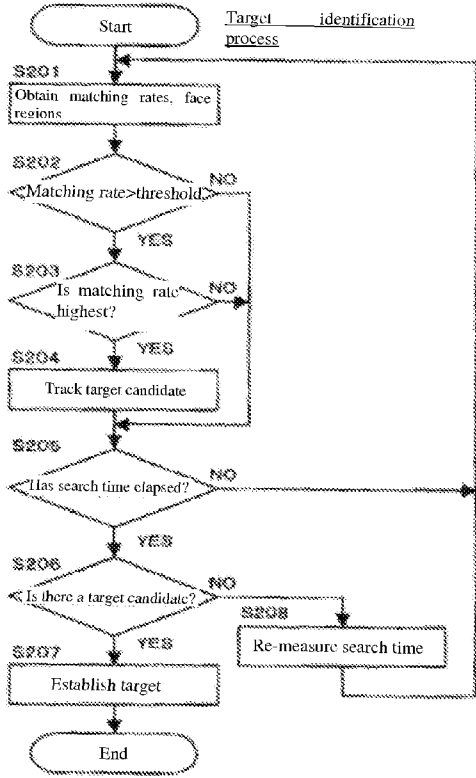 Start
Target identification
process
S201
Obtain matching rates, face
regions
S202
Matching rate>threshold
NO
YES
S203
Is matching rate
highest?
NO
YES
S204
Track target candidate
S205
Has search time elapsed?
NO
YES
S206
Is there a target candidate?
NO
YES
S208
Re-measure search time
S207
Establish target
End